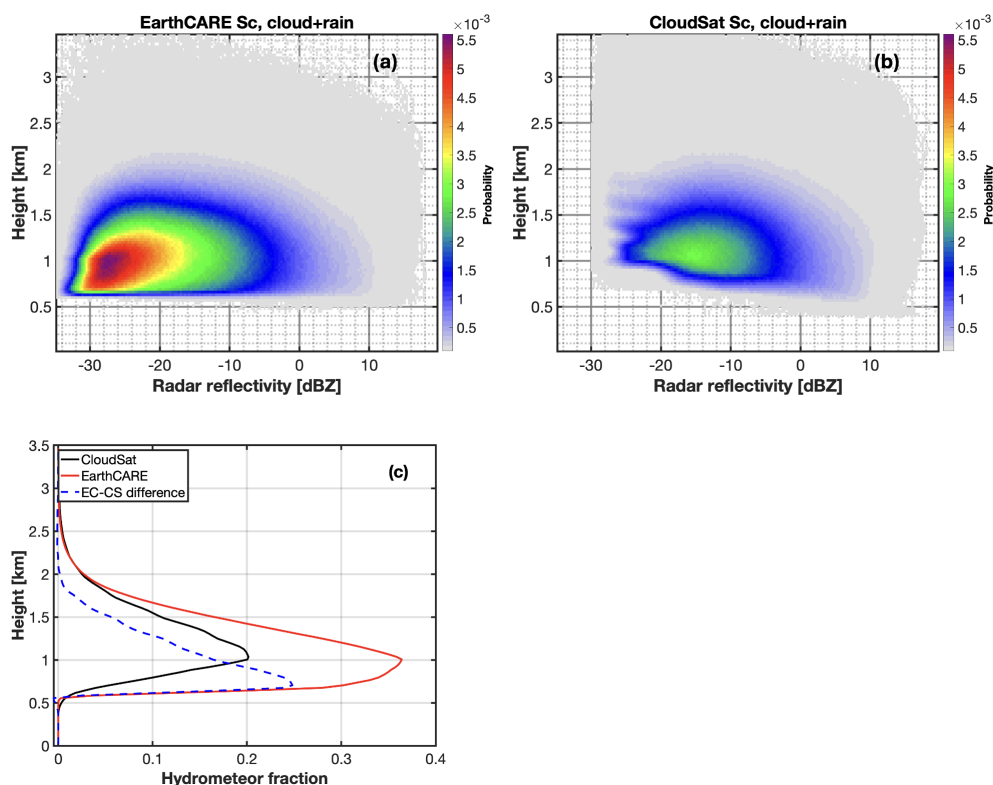 EarthCARE Sc, cloud+rain
×10⁻³
(a)
5.5
5
4.5
4
3.5
3
2.5
2
1.5
1
0.5
Probability
Height [km]
3
2.5
2
1.5
1
0.5
-30 -20 -10 0 10
Radar reflectivity [dBZ]
CloudSat Sc, cloud+rain
×10⁻³
(b)
5.5
5
4.5
4
3.5
3
2.5
2
1.5
1
0.5
Probability
Height [km]
3
2.5
2
1.5
1
0.5
-30 -20 -10 0 10
Radar reflectivity [dBZ]
(c)
CloudSat
EarthCARE
EC-CS difference
Height [km]
3.5
3
2.5
2
1.5
1
0.5
0
0 0.1 0.2 0.3 0.4
Hydrometeor fraction